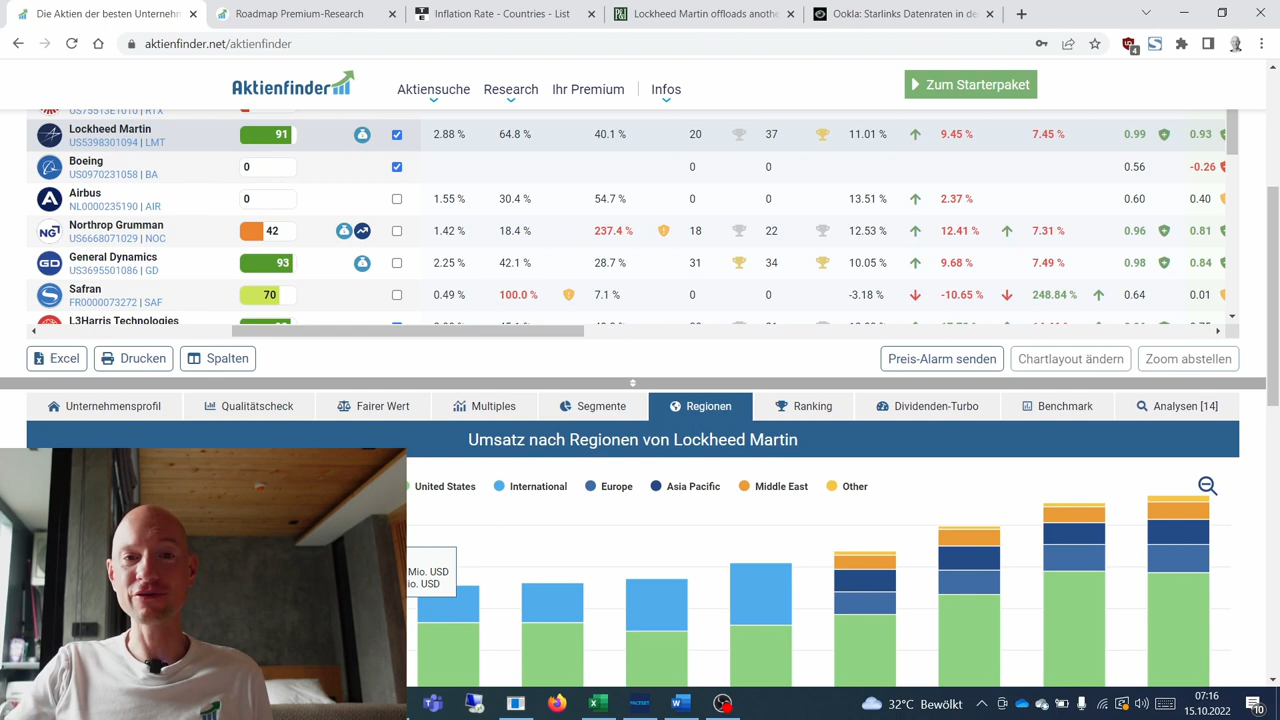 Die Aktien der besten Unternehm
Roadmap Premium-Research
Inflation Rate - Countries - List
Lockheed Martin offloads anothe
Ookla: Starlinks Datenraten in de
aktienfinder.net/aktienfinder
4
Aktienfinder
Aktiensuche
Research
Ihr Premium
Infos
Zum Starterpaket
US75513E1010 | RTX
Lockheed Martin
US5398301094 | LMT
91
2.88 % 64.8 % 40.1 % 20 37 11.01 % 9.45 % 7.45 % 0.99 0.93
Boeing
US0970231058 | BA
0
0 0 0.56 -0.26
Airbus
NL0000235190 | AIR
0
1.55 % 30.4 % 54.7 % 0 0 13.51 % 2.37 % 0.60 0.40
Northrop Grumman
US6668071029 | NOC
42
1.42 % 18.4 % 237.4 % 18 22 12.53 % 12.41 % 7.31 % 0.96 0.81
General Dynamics
US3695501086 | GD
93
2.25 % 42.1 % 28.7 % 31 34 10.05 % 9.68 % 7.49 % 0.98 0.84
Safran
FR0000073272 | SAF
70
0.49 % 100.0 % 7.1 % 0 0 -3.18 % -10.65 % 248.84 % 0.64 0.01
L3Harris Technologies
Excel
Drucken
Spalten
Preis-Alarm senden
Chartlayout ändern
Zoom abstellen
Unternehmensprofil
Qualitätscheck
Fairer Wert
Multiples
Segmente
Regionen
Ranking
Dividenden-Turbo
Benchmark
Analysen [14]
Umsatz nach Regionen von Lockheed Martin
United States
International
Europe
Asia Pacific
Middle East
Other
Mio. USD
io. USD
32°C Bewölkt
07:16
15.10.2022